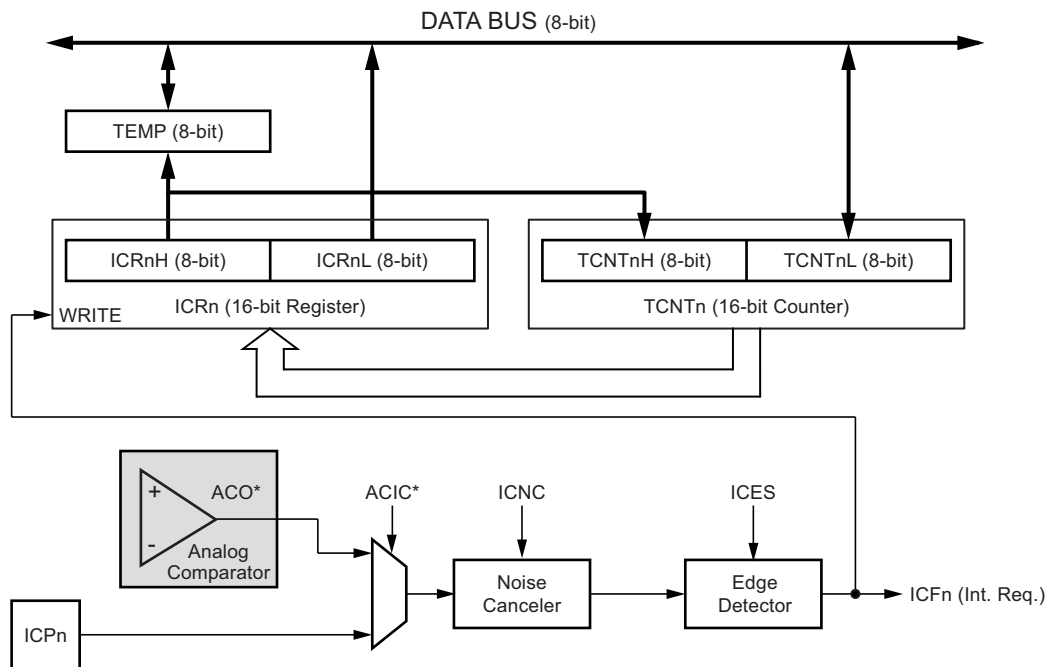 DATA BUS (8-bit)
TEMP (8-bit)
ICRnH (8-bit)
ICRnL (8-bit)
TCNTnH (8-bit)
TCNTnL (8-bit)
WRITE
ICRn (16-bit Register)
TCNTn (16-bit Counter)
+
-
ACO*
Analog
Comparator
ACIC*
ICNC
ICES
Noise
Canceler
Edge
Detector
ICFn (Int. Req.)
ICPn